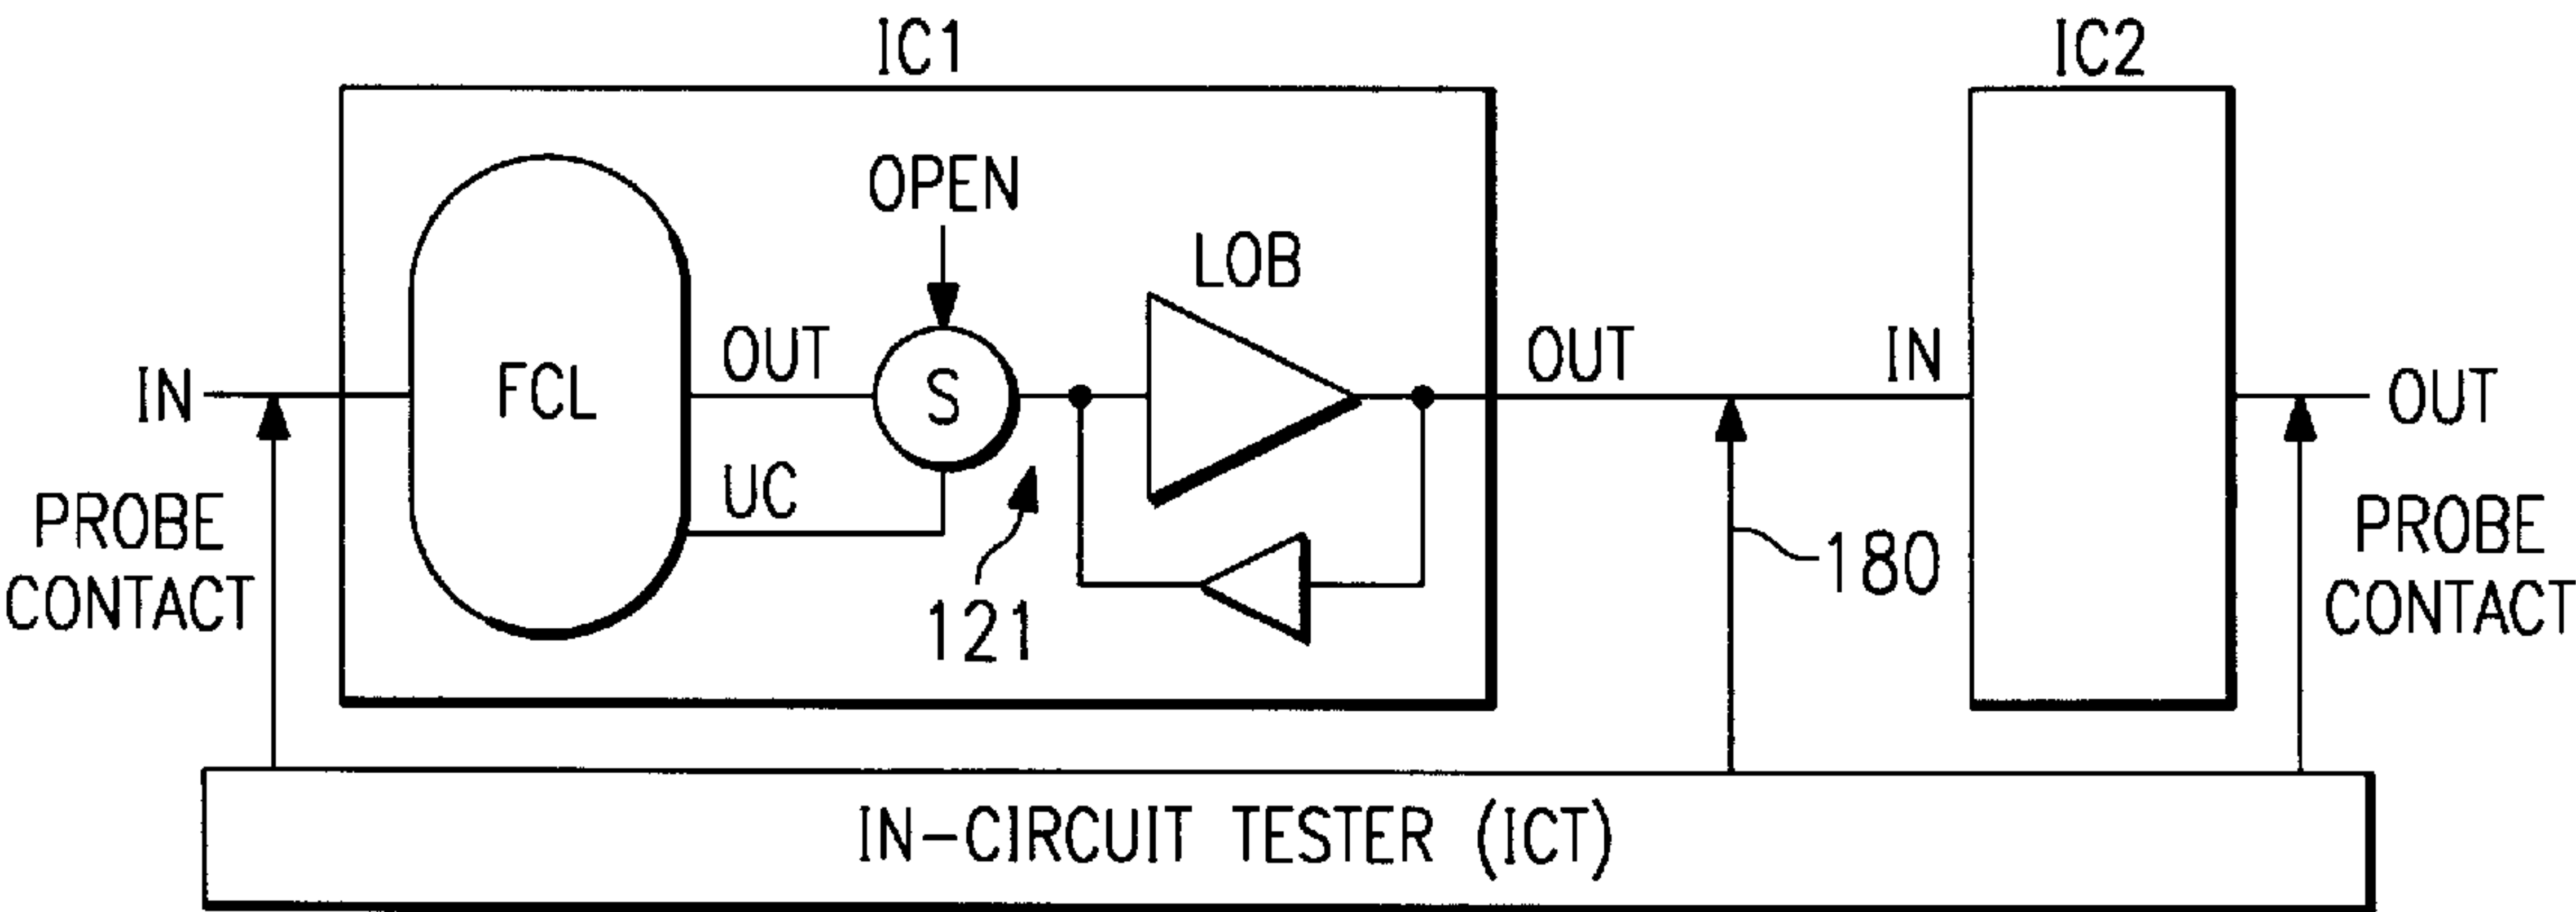 IC1
IC2
OPEN
LOB
OUT
OUT
IN
IN
FCL
S
OUT
UC
PROBE
CONTACT
121
180
PROBE
CONTACT
IN-CIRCUIT TESTER (ICT)